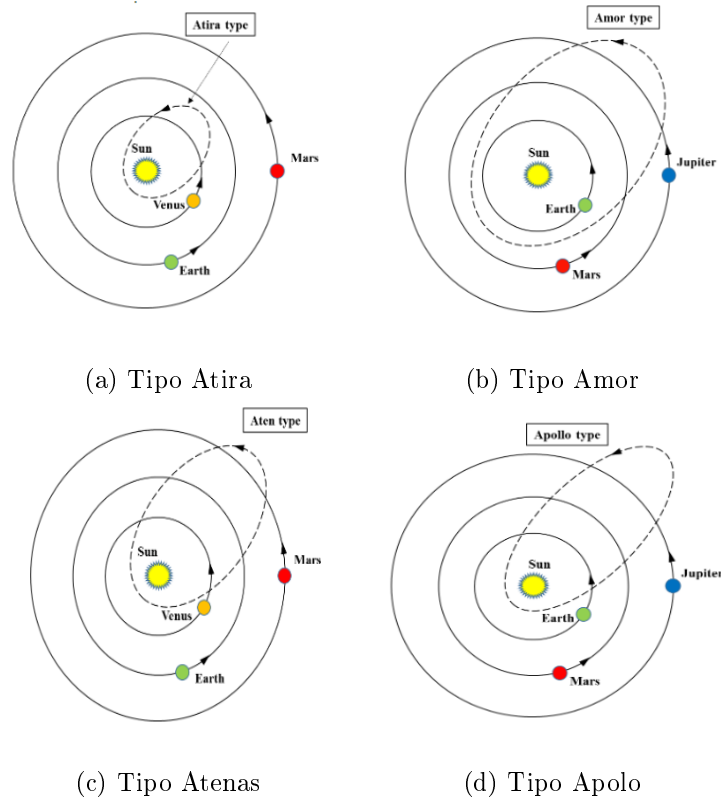 Atira type
Sun
Mars
Venus
Earth
(a) Tipo Atira
Amor type
Sun
Jupiter
Earth
Mars
(b) Tipo Amor
Aten type
Sun
Mars
Venus
Earth
(c) Tipo Atenas
Apollo type
Sun
Jupiter
Earth
Mars
(d) Tipo Apolo